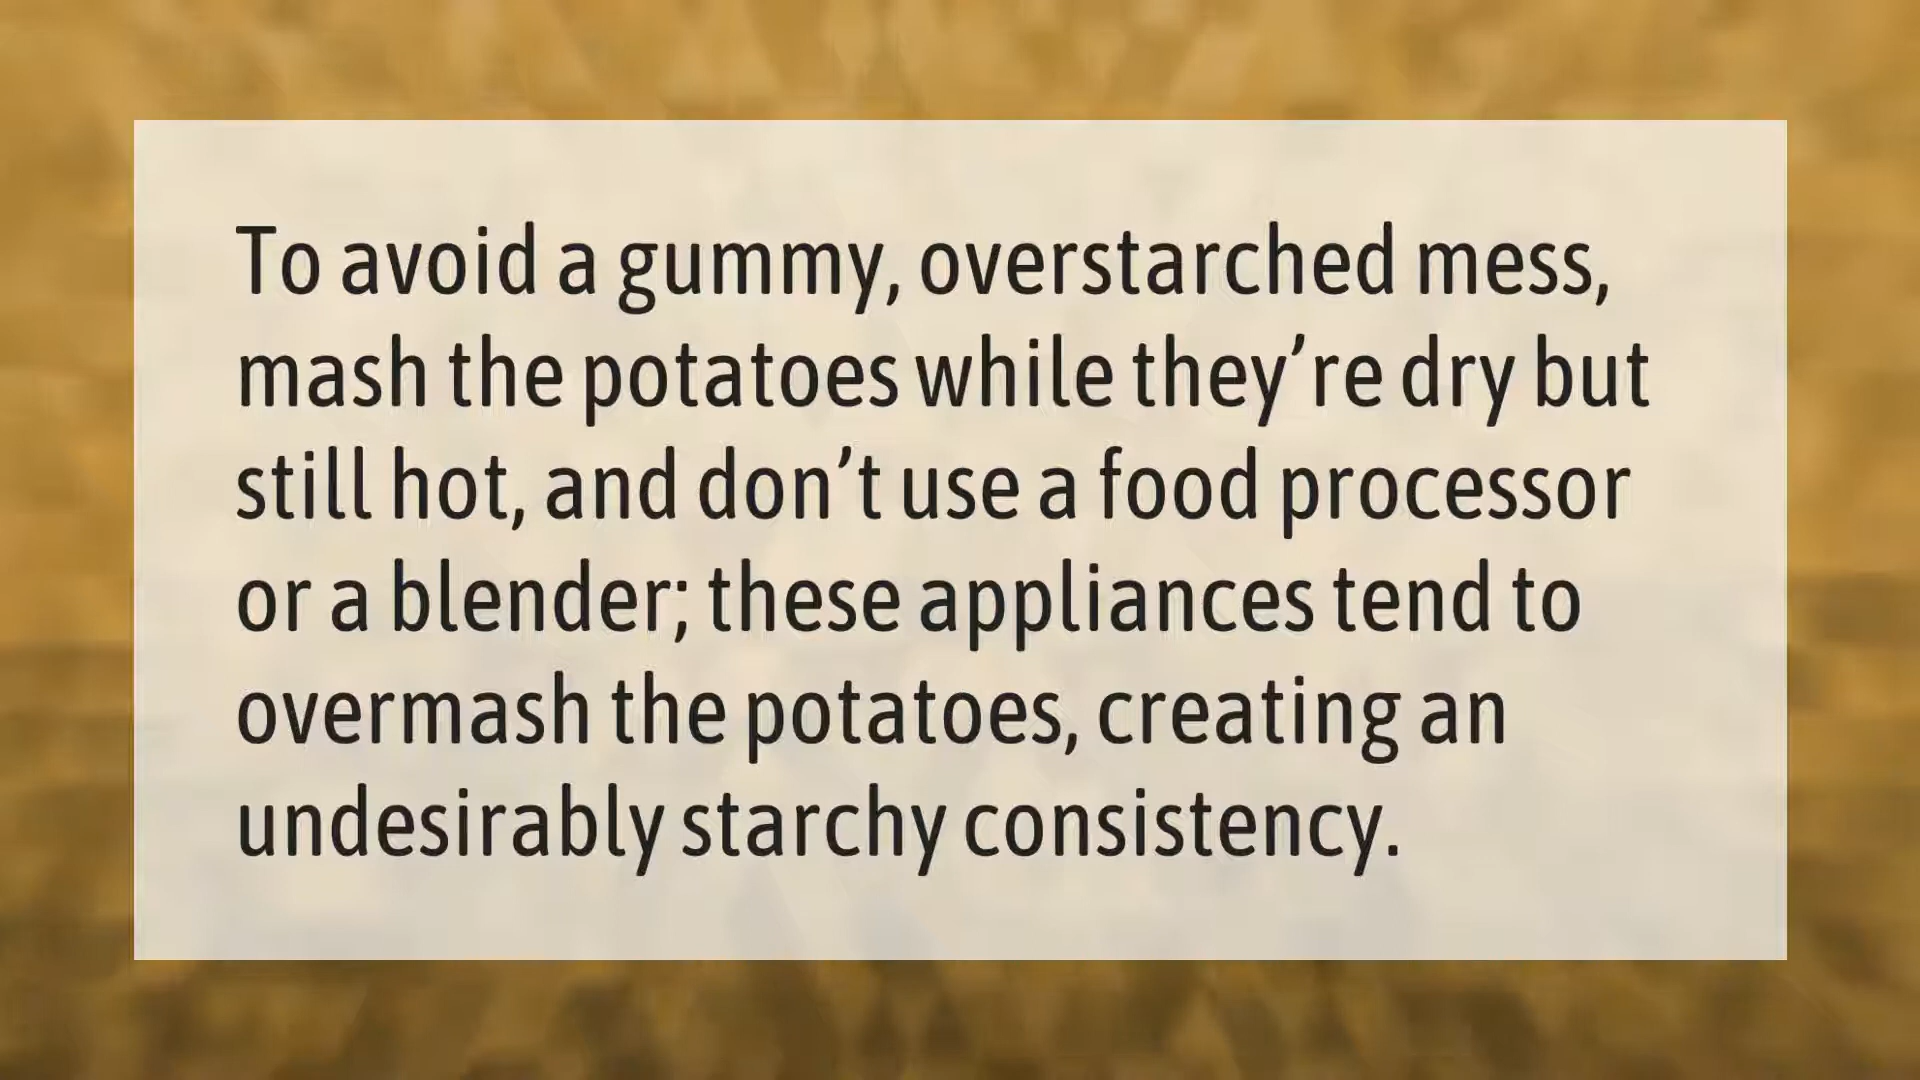 To avoid a gummy, overstarched mess,
mash the potatoes while they’re dry but
still hot, and don’t use a food processor
or a blender; these appliances tend to
overmash the potatoes, creating an
undesirably starchy consistency.